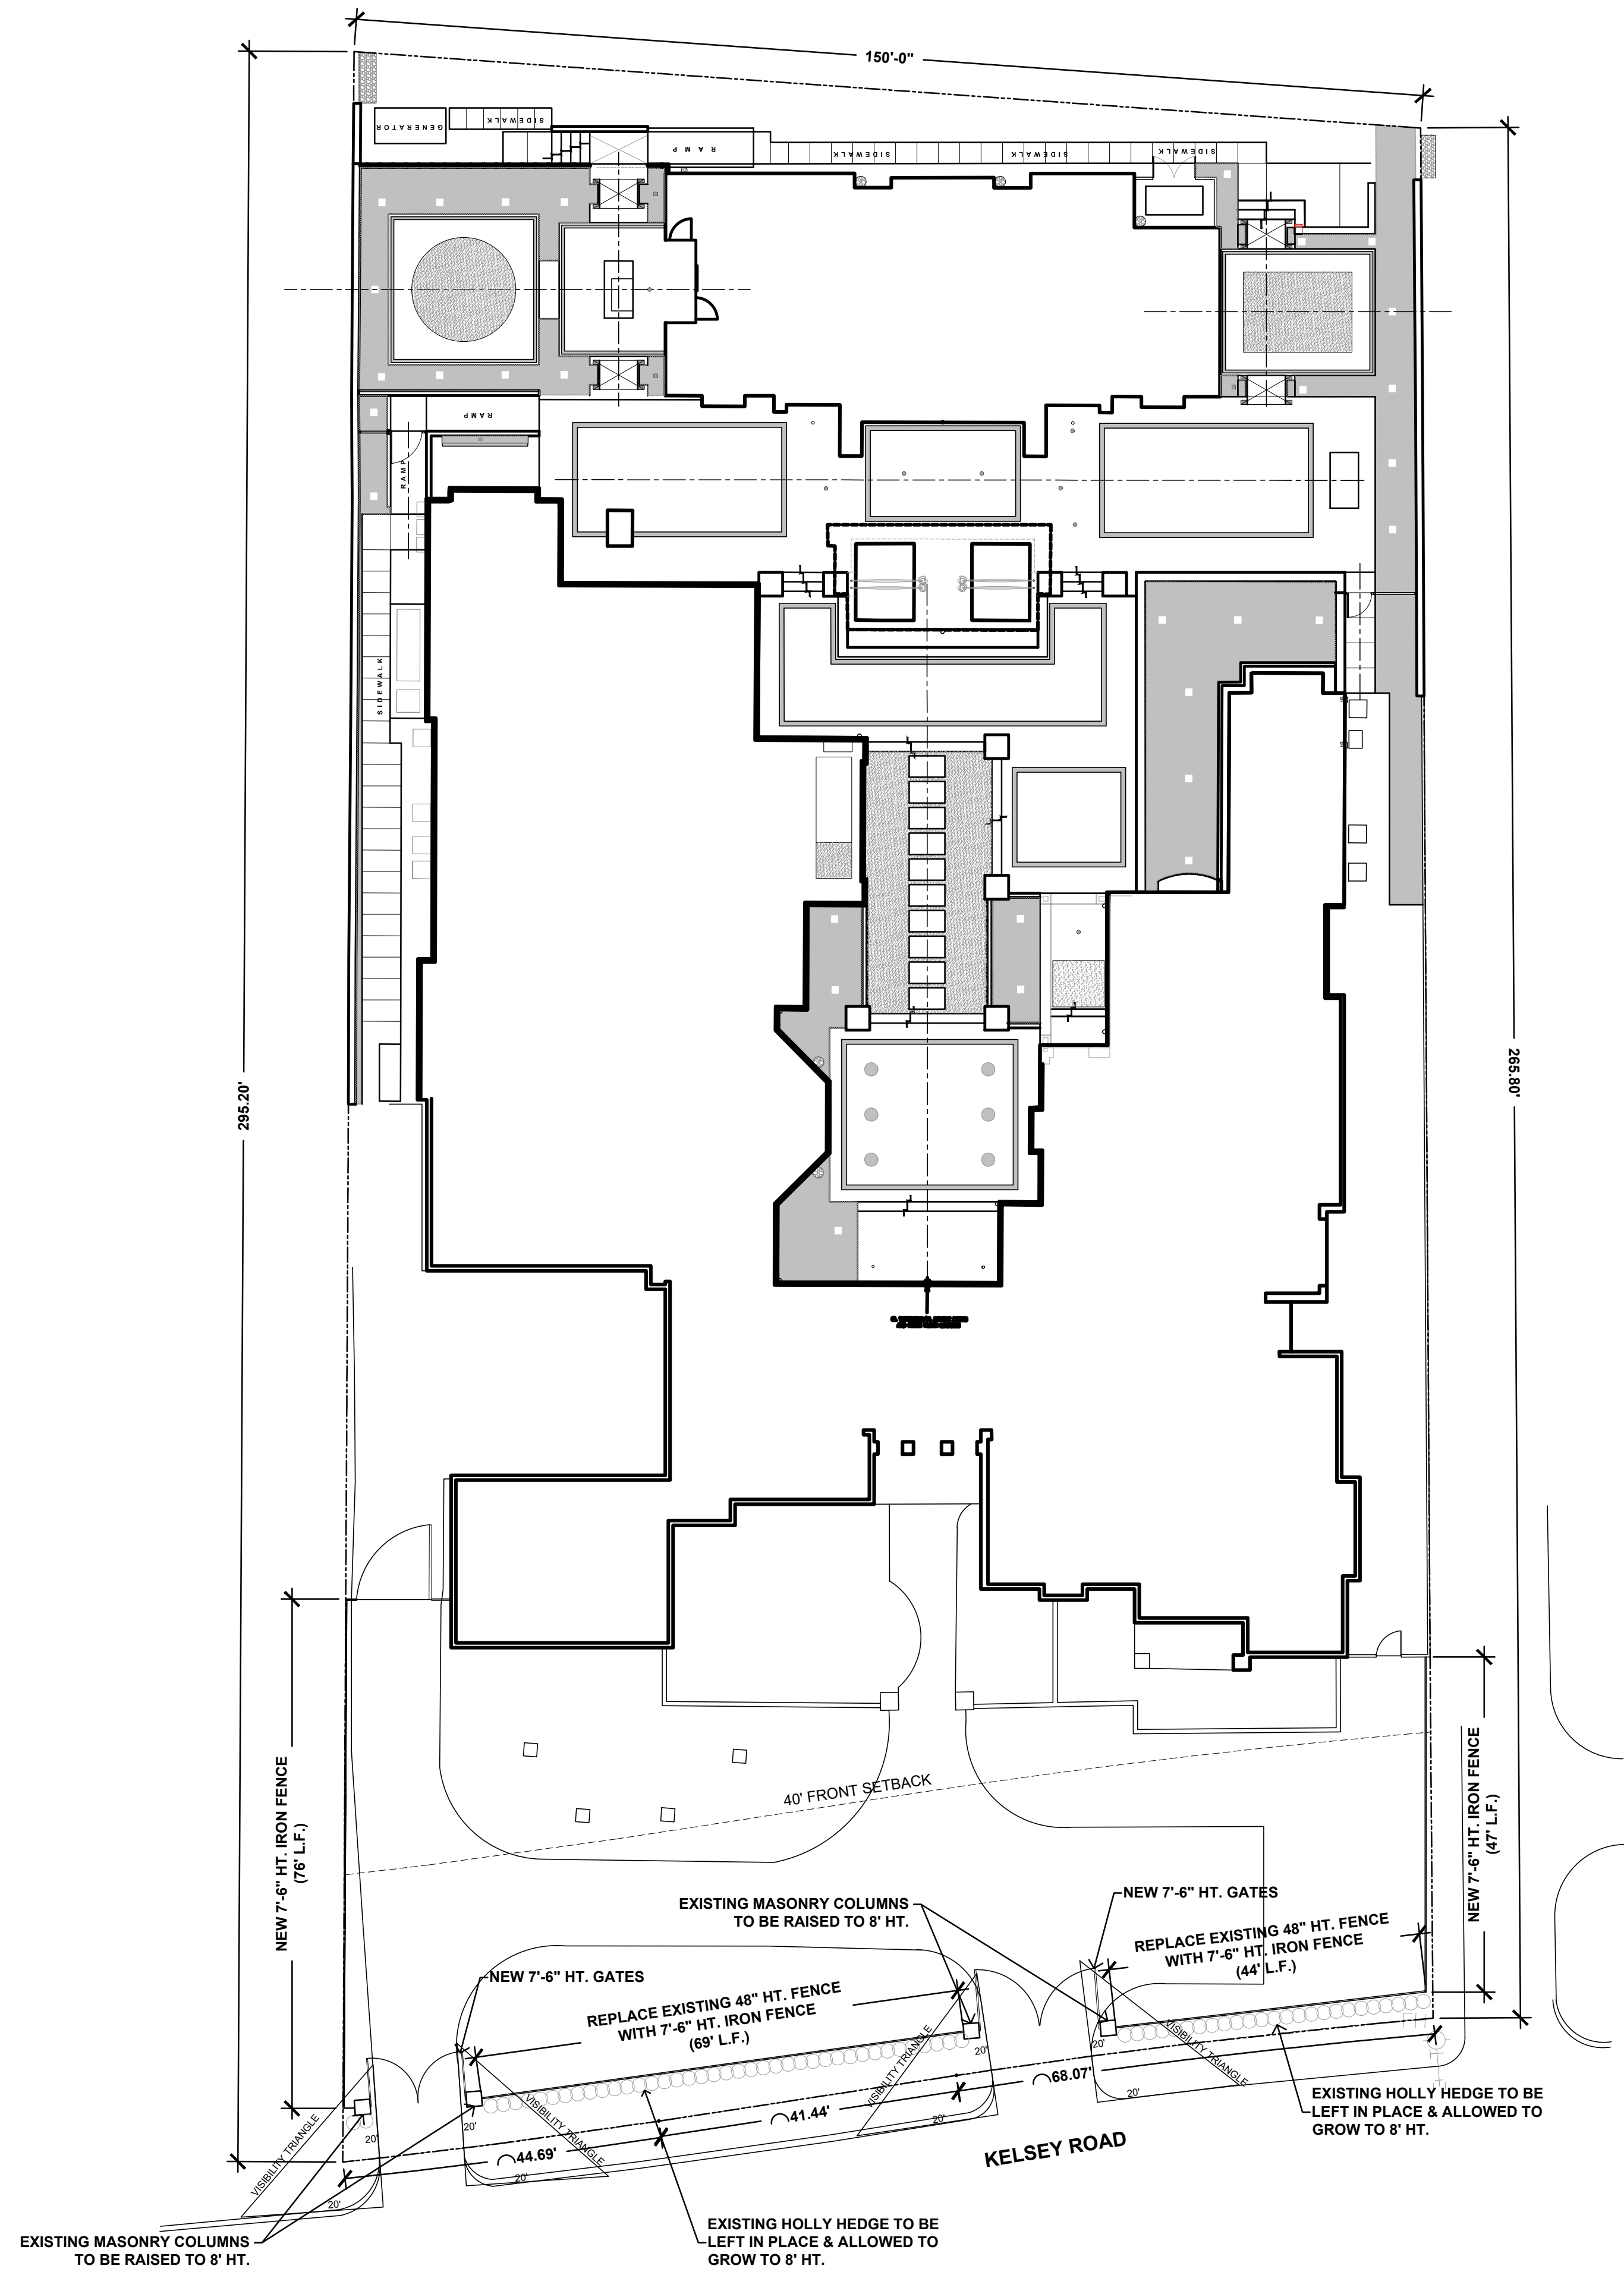 150'-0"
GENERATOR
SIDEWALK
RAMP
SIDEWALK
SIDEWALK
SIDEWALK
RAMP
RAMP
SIDEWALK
295.20'
265.80'
40' FRONT SETBACK
NEW 7'-6" HT. IRON FENCE
(76' L.F.)
NEW 7'-6" HT. IRON FENCE
(47' L.F.)
EXISTING MASONRY COLUMNS
TO BE RAISED TO 8' HT.
NEW 7'-6" HT. GATES
REPLACE EXISTING 48" HT. FENCE
WITH 7'-6" HT. IRON FENCE
(44' L.F.)
NEW 7'-6" HT. GATES
REPLACE EXISTING 48" HT. FENCE
WITH 7'-6" HT. IRON FENCE
(69' L.F.)
VISIBILITY TRIANGLE
20'
20'
VISIBILITY TRIANGLE
20'
20'
VISIBILITY TRIANGLE
20'
20'
VISIBILITY TRIANGLE
20'
20'
68.07'
41.44'
44.69'
KELSEY ROAD
EXISTING HOLLY HEDGE TO BE
LEFT IN PLACE & ALLOWED TO
GROW TO 8' HT.
EXISTING HOLLY HEDGE TO BE
LEFT IN PLACE & ALLOWED TO
GROW TO 8' HT.
EXISTING MASONRY COLUMNS
TO BE RAISED TO 8' HT.